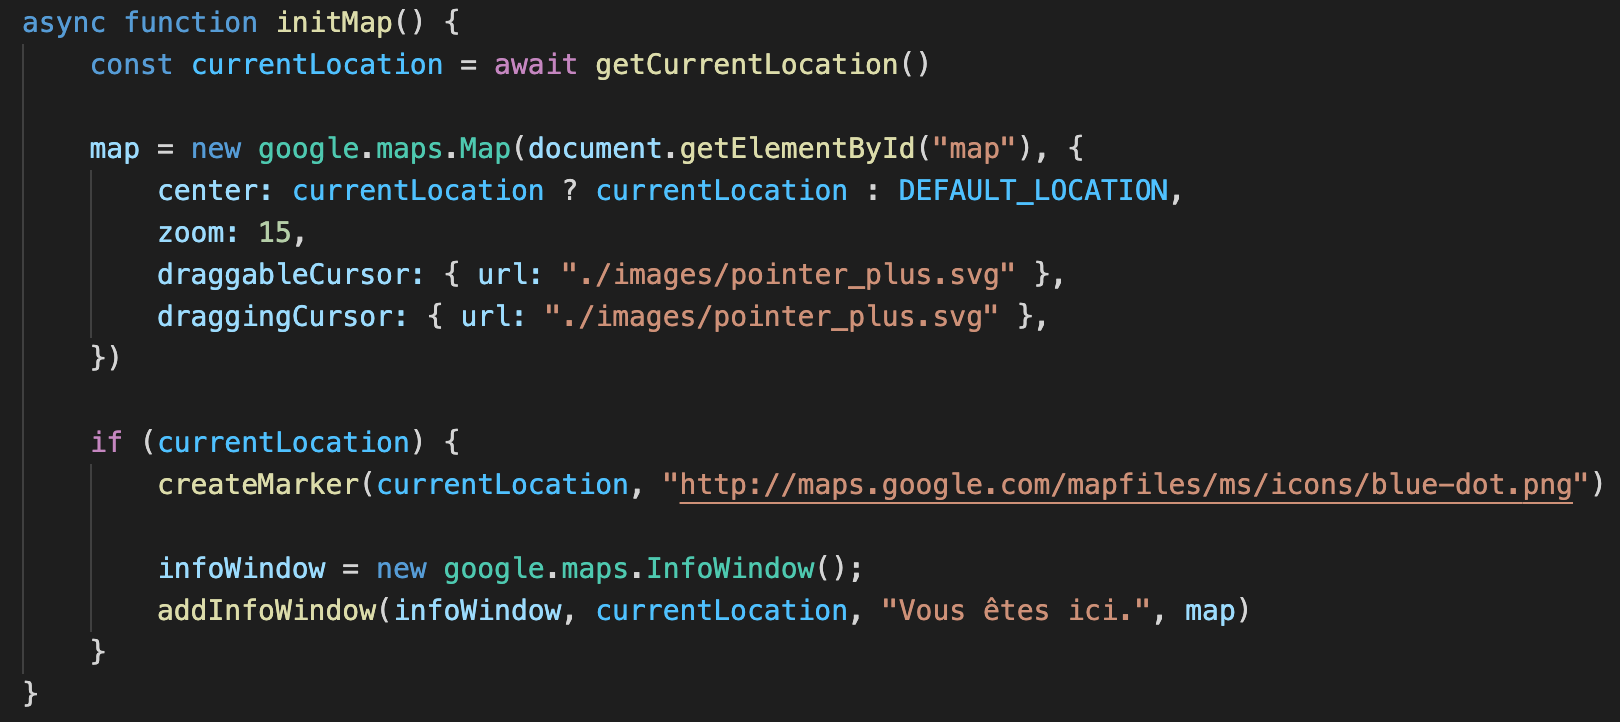 async function initMap() {
    const currentLocation = await getCurrentLocation()

    map = new google.maps.Map(document.getElementById("map"), {
        center: currentLocation ? currentLocation : DEFAULT_LOCATION,
        zoom: 15,
        draggableCursor: { url: "./images/pointer_plus.svg" },
        draggingCursor: { url: "./images/pointer_plus.svg" },
    })

    if (currentLocation) {
        createMarker(currentLocation, "http://maps.google.com/mapfiles/ms/icons/blue-dot.png")

        infoWindow = new google.maps.InfoWindow();
        addInfoWindow(infoWindow, currentLocation, "Vous êtes ici.", map)
    }
}